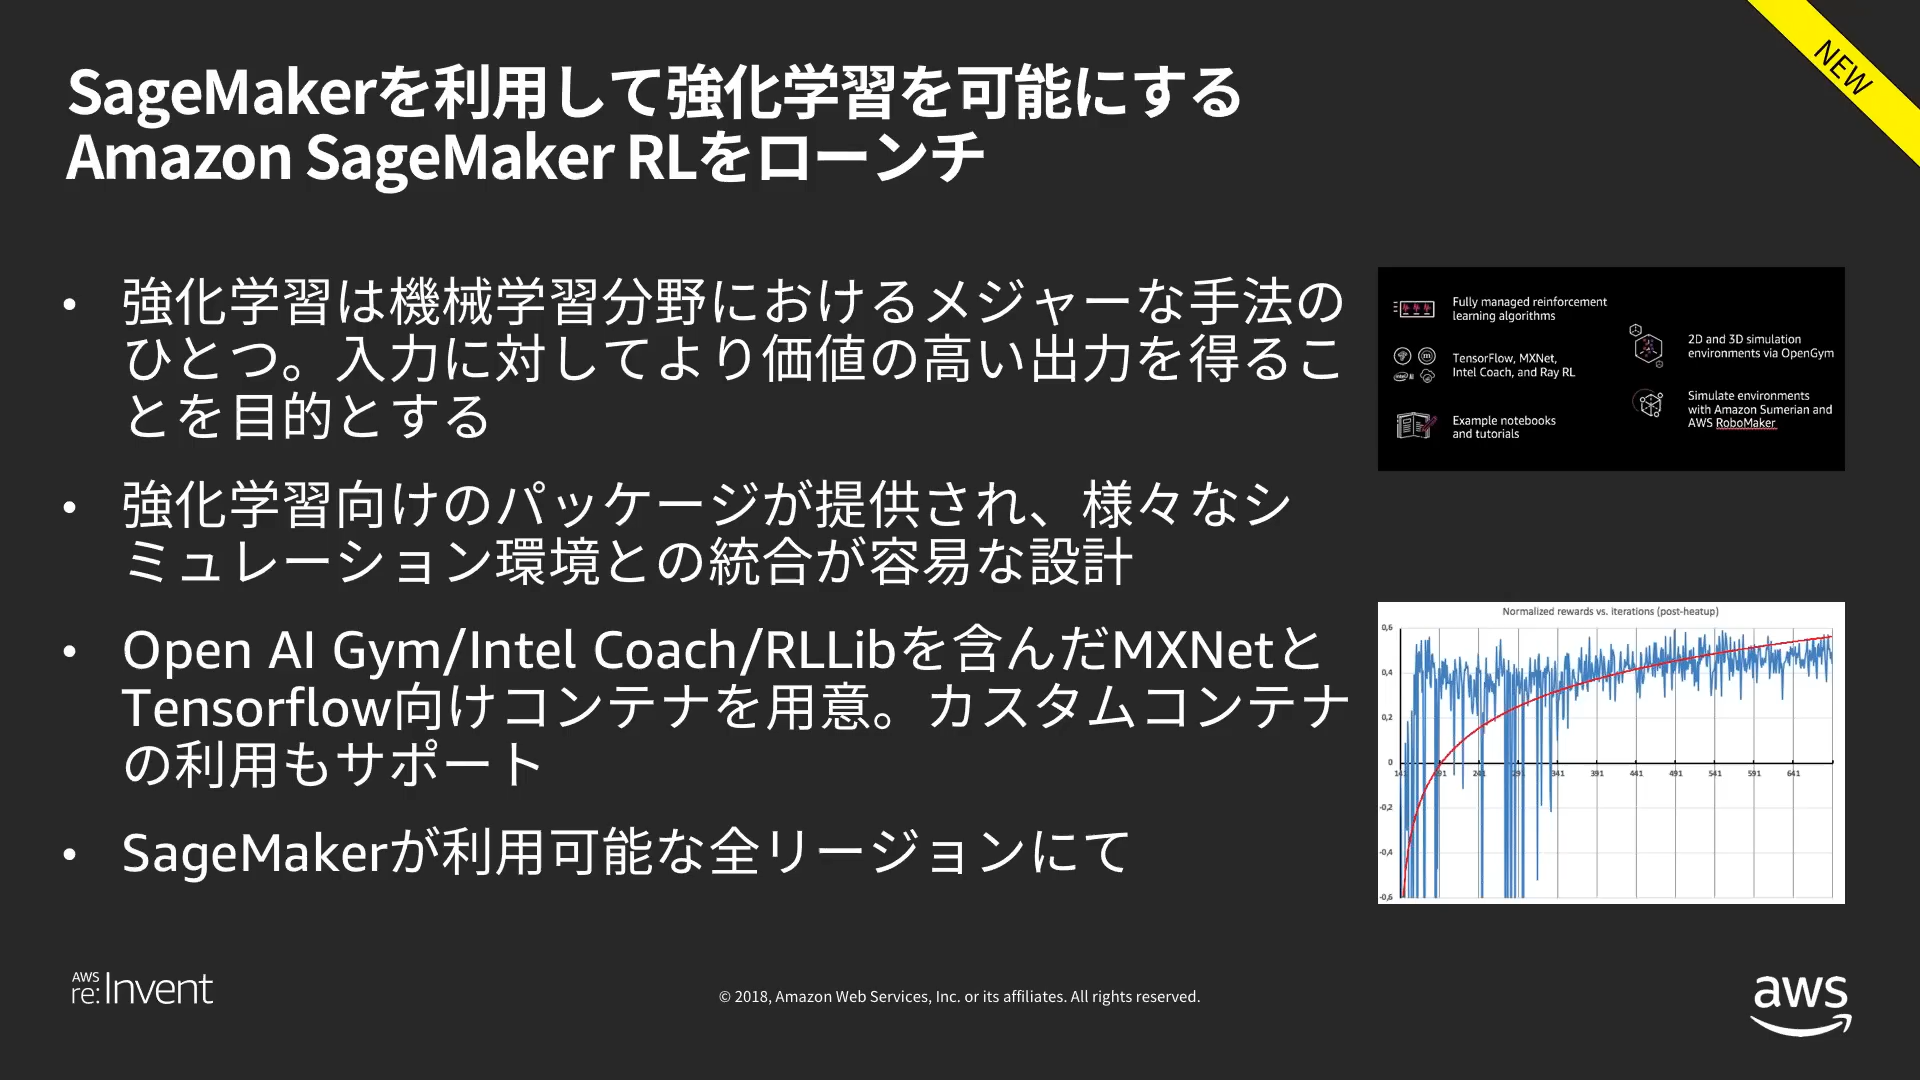 NEW
SageMakerを利用して強化学習を可能にする
Amazon SageMaker RLをローンチ
• 強化学習は機械学習分野におけるメジャーな手法の
ひとつ。入力に対してより価値の高い出力を得るこ
とを目的とする
• 強化学習向けのパッケージが提供され、様々なシ
ミュレーション環境との統合が容易な設計
• Open AI Gym/Intel Coach/RLLibを含んだMXNetと
Tensorflow向けコンテナを用意。カスタムコンテナ
の利用もサポート
• SageMakerが利用可能な全リージョンにて
Fully managed reinforcement
learning algorithms
TensorFlow, MXNet,
Intel Coach, and Ray RL
Example notebooks
and tutorials
2D and 3D simulation
environments via OpenGym
Simulate environments
with Amazon Sumerian and
AWS RoboMaker
Normalized rewards vs. iterations (post-heatup)
0,6
0,4
0,2
0
-0,2
-0,4
-0,6
141 191 241 291 341 391 441 491 541 591 641
AWS
re:Invent
© 2018, Amazon Web Services, Inc. or its affiliates. All rights reserved.
aws